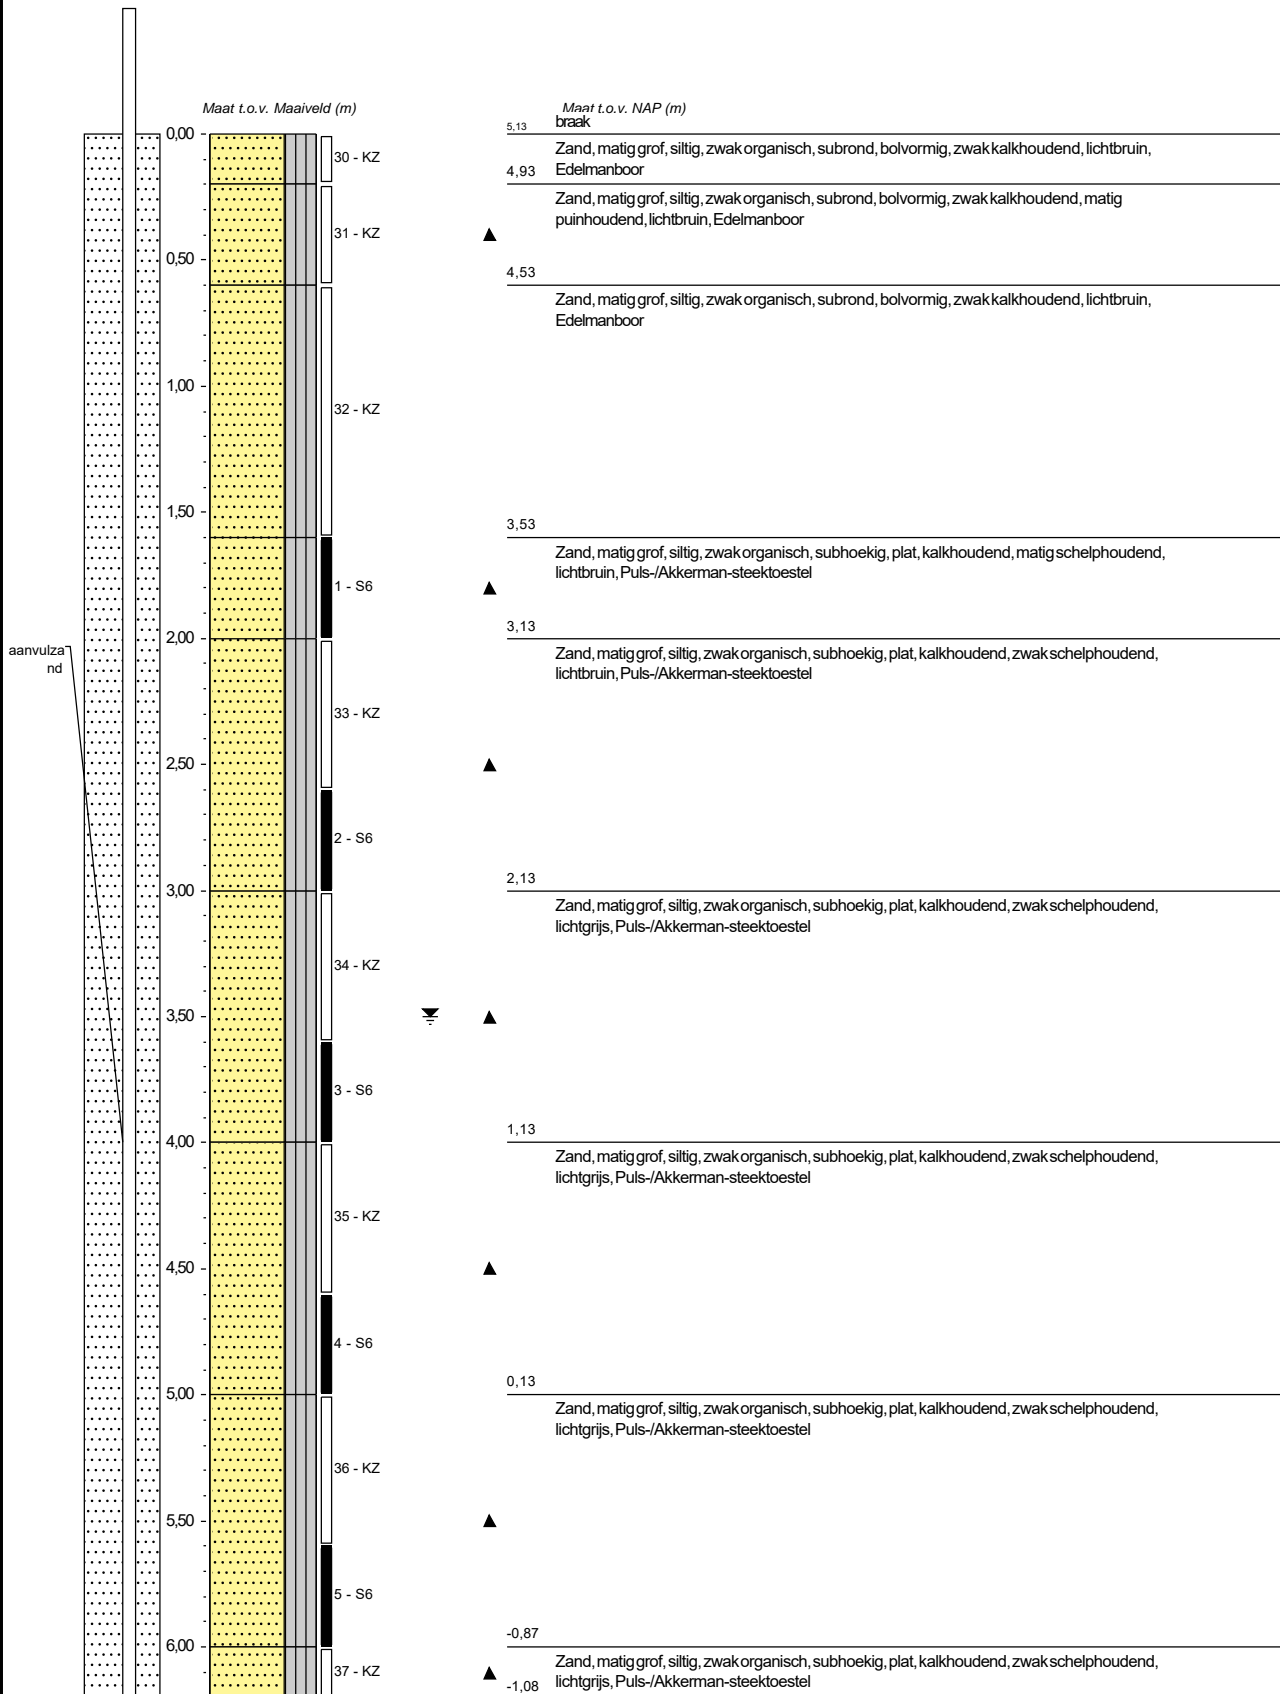 Maat t.o.v. Maaiveld (m)
Maat t.o.v. NAP (m)
5,13
braak
0,00
Zand, matig grof, siltig, zwak organisch, subrond, bolvormig, zwak kalkhoudend, lichtbruin,
Edelmanboor
30 - KZ
4,93
Zand, matig grof, siltig, zwak organisch, subrond, bolvormig, zwak kalkhoudend, matig
puinhoudend, lichtbruin, Edelmanboor
31 - KZ
0,50
4,53
Zand, matig grof, siltig, zwak organisch, subrond, bolvormig, zwak kalkhoudend, lichtbruin,
Edelmanboor
1,00
32 - KZ
1,50
3,53
Zand, matig grof, siltig, zwak organisch, subhoekig, plat, kalkhoudend, matig schelphoudend,
lichtbruin, Puls-/Akkerman-steektoestel
1 - S6
2,00
3,13
aanvulza
nd
Zand, matig grof, siltig, zwak organisch, subhoekig, plat, kalkhoudend, zwak schelphoudend,
lichtbruin, Puls-/Akkerman-steektoestel
33 - KZ
2,50
2 - S6
3,00
2,13
Zand, matig grof, siltig, zwak organisch, subhoekig, plat, kalkhoudend, zwak schelphoudend,
lichtgrijs, Puls-/Akkerman-steektoestel
34 - KZ
3,50
3 - S6
4,00
1,13
Zand, matig grof, siltig, zwak organisch, subhoekig, plat, kalkhoudend, zwak schelphoudend,
lichtgrijs, Puls-/Akkerman-steektoestel
35 - KZ
4,50
4 - S6
5,00
0,13
Zand, matig grof, siltig, zwak organisch, subhoekig, plat, kalkhoudend, zwak schelphoudend,
lichtgrijs, Puls-/Akkerman-steektoestel
36 - KZ
5,50
5 - S6
6,00
-0,87
Zand, matig grof, siltig, zwak organisch, subhoekig, plat, kalkhoudend, zwak schelphoudend,
lichtgrijs, Puls-/Akkerman-steektoestel
37 - KZ
-1,08